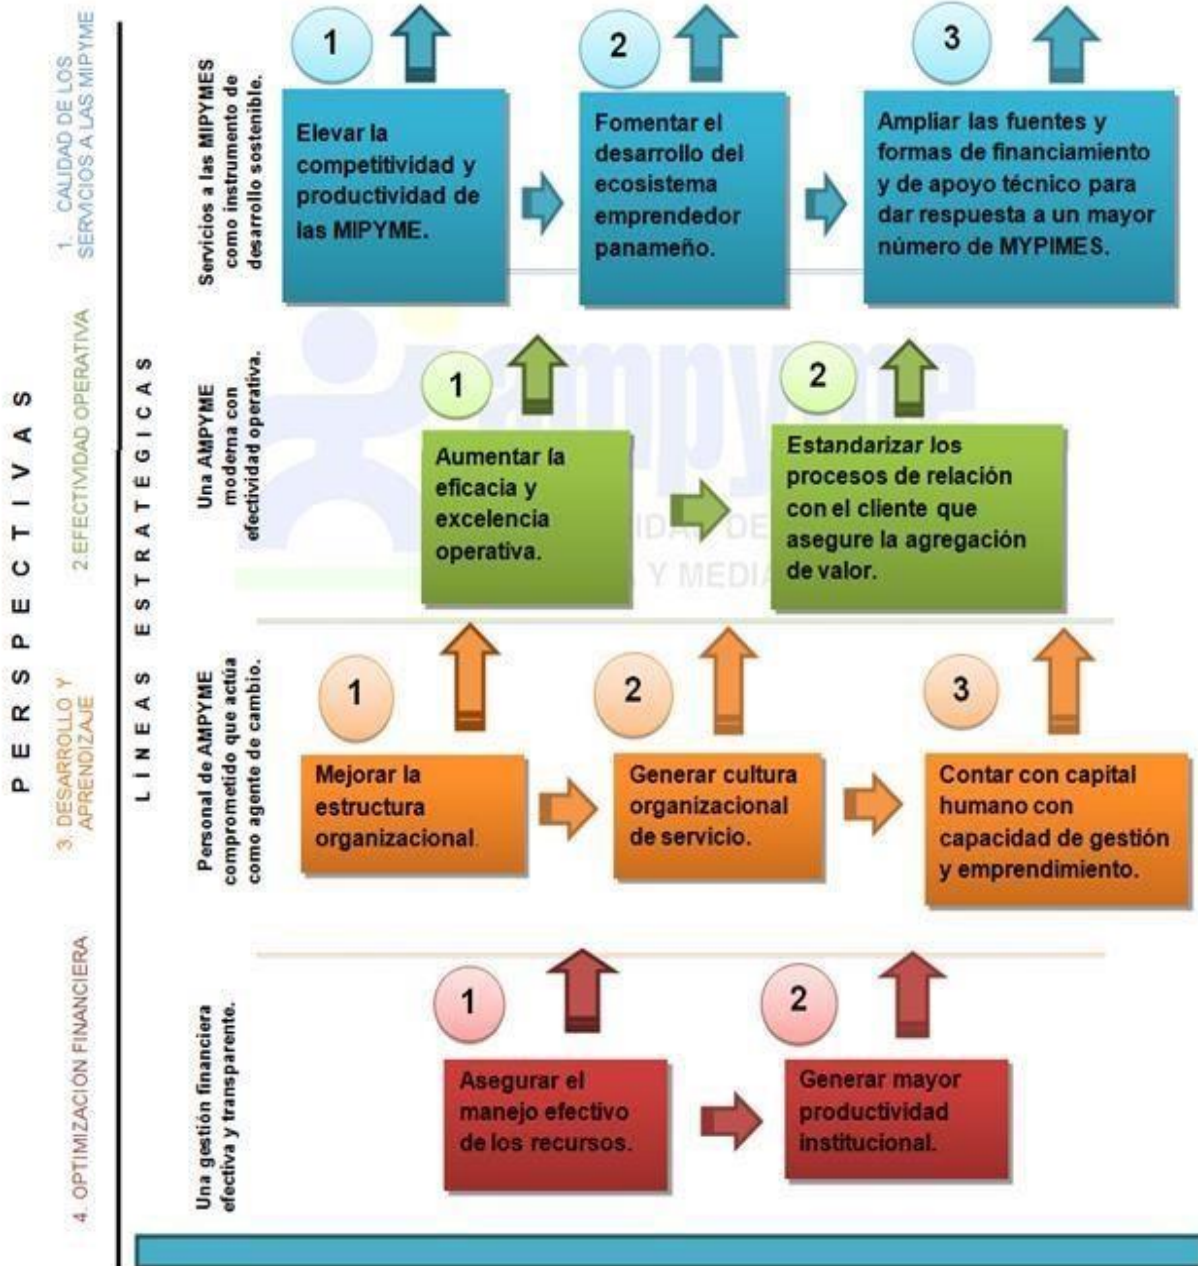 PERSPECTIVAS
LÍNEAS ESTRATÉGICAS
1. CALIDAD DE LOS
SERVICIOS A LAS MIPYME
Servicios a las MIPYMES
como instrumento de
desarrollo sostenible.
1
Elevar la
competitividad y
productividad de
las MIPYME.
2
Fomentar el
desarrollo del
ecosistema
emprendedor
panameño.
3
Ampliar las fuentes y
formas de financiamiento
y de apoyo técnico para
dar respuesta a un mayor
número de MYPIMES.
2.EFECTIVIDAD OPERATIVA
Una AMPYME
moderna con
efectividad operativa.
1
Aumentar la
eficacia y
excelencia
operativa.
2
Estandarizar los
procesos de relación
con el cliente que
asegure la agregación
de valor.
ampyme
DE
Y MEDIA
3. DESARROLLO Y
APRENDIZAJE
Personal de AMPYME
comprometido que actúa
como agente de cambio.
1
Mejorar la
estructura
organizacional.
2
Generar cultura
organizacional
de servicio.
3
Contar con capital
humano con
capacidad de gestión
y emprendimiento.
4. OPTIMIZACIÓN FINANCIERA
Una gestión financiera
efectiva y transparente.
1
Asegurar el
manejo efectivo
de los recursos.
2
Generar mayor
productividad
institucional.